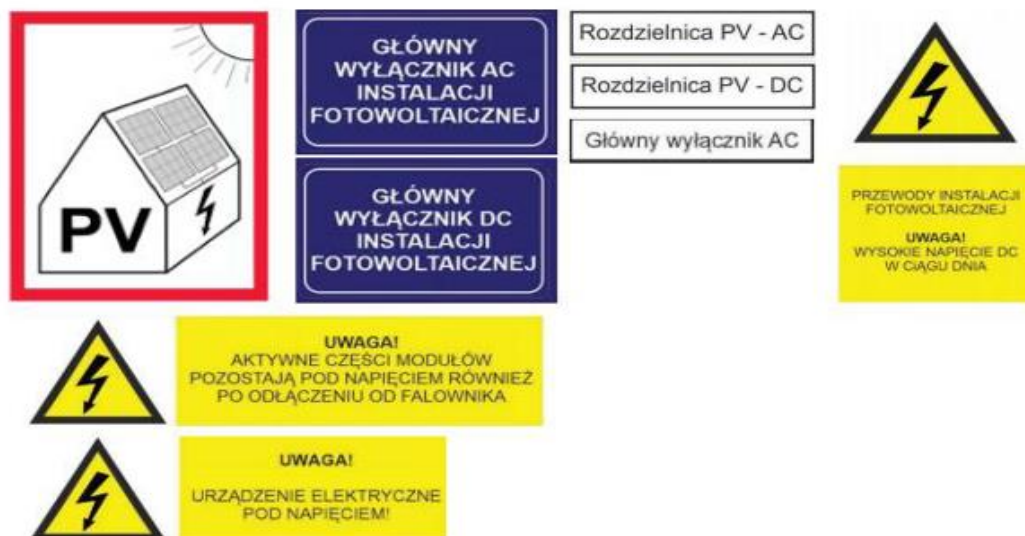 PV
GŁÓWNY
WYŁĄCZNIK AC
INSTALACJI
FOTOWOLTAICZNEJ
GŁÓWNY
WYŁĄCZNIK DC
INSTALACJI
FOTOWOLTAICZNEJ
Rozdzielnica PV - AC
Rozdzielnica PV - DC
Główny wyłącznik AC
PRZEWODY INSTALACJI
FOTOWOLTAICZNEJ
UWAGA!
WYSOKIE NAPIĘCIE DC
W CiĄGU DNIA
UWAGA!
AKTYWNE CZĘŚCI MODUŁÓW
POZOSTAJĄ POD NAPIĘCIEM RÓWNIEŻ
PO ODŁĄCZENIU OD FALOWNIKA
UWAGA!
URZĄDZENIE ELEKTRYCZNE
POD NAPIĘCIEM!